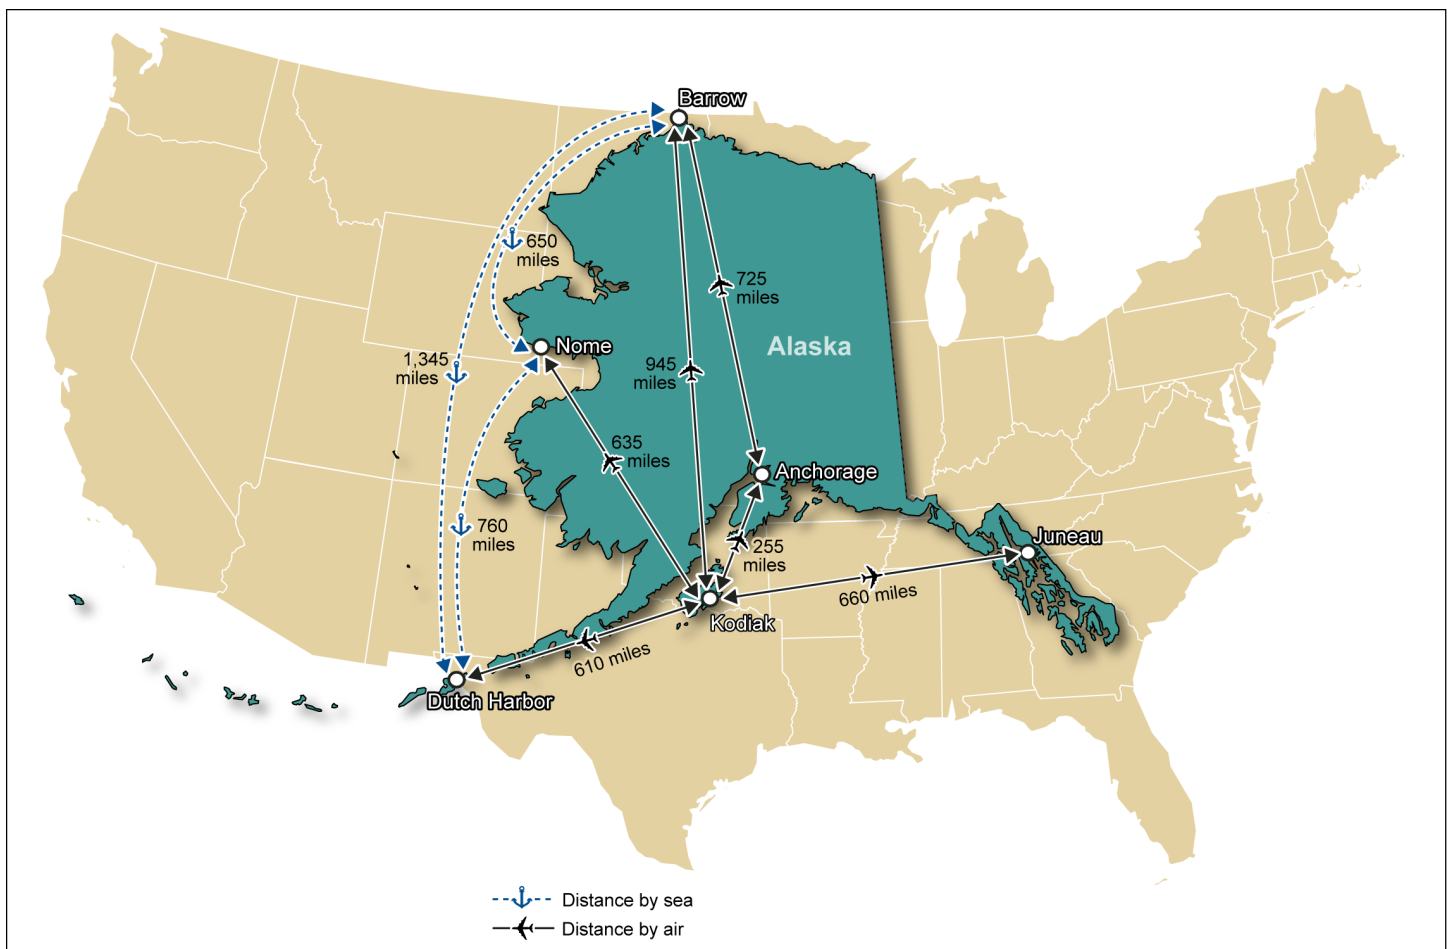 Barrow
650
miles
725
miles
Nome
Alaska
1,345
miles
945
miles
635
miles
Anchorage
760
miles
255
miles
Juneau
660 miles
Kodiak
610 miles
Dutch Harbor
Distance by sea
Distance by air